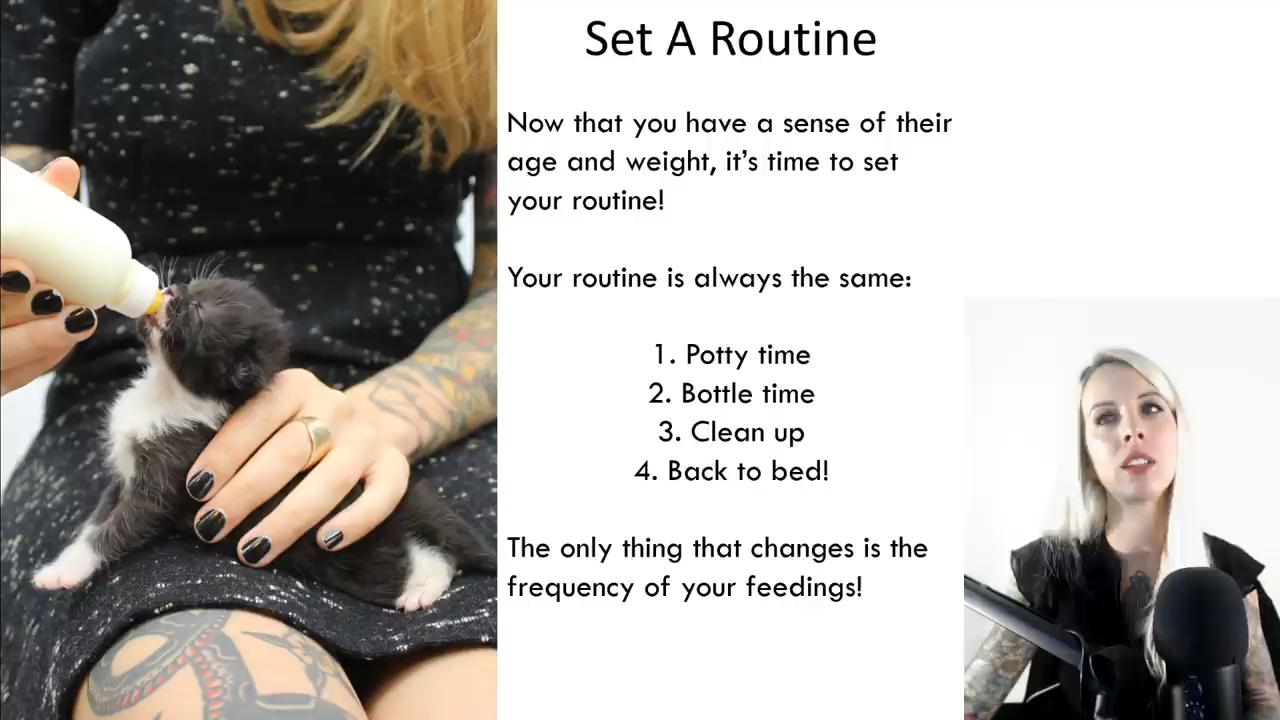 Set A Routine
Now that you have a sense of their
age and weight, it’s time to set
your routine!
Your routine is always the same:
1. Potty time
2. Bottle time
3. Clean up
4. Back to bed!
The only thing that changes is the
frequency of your feedings!